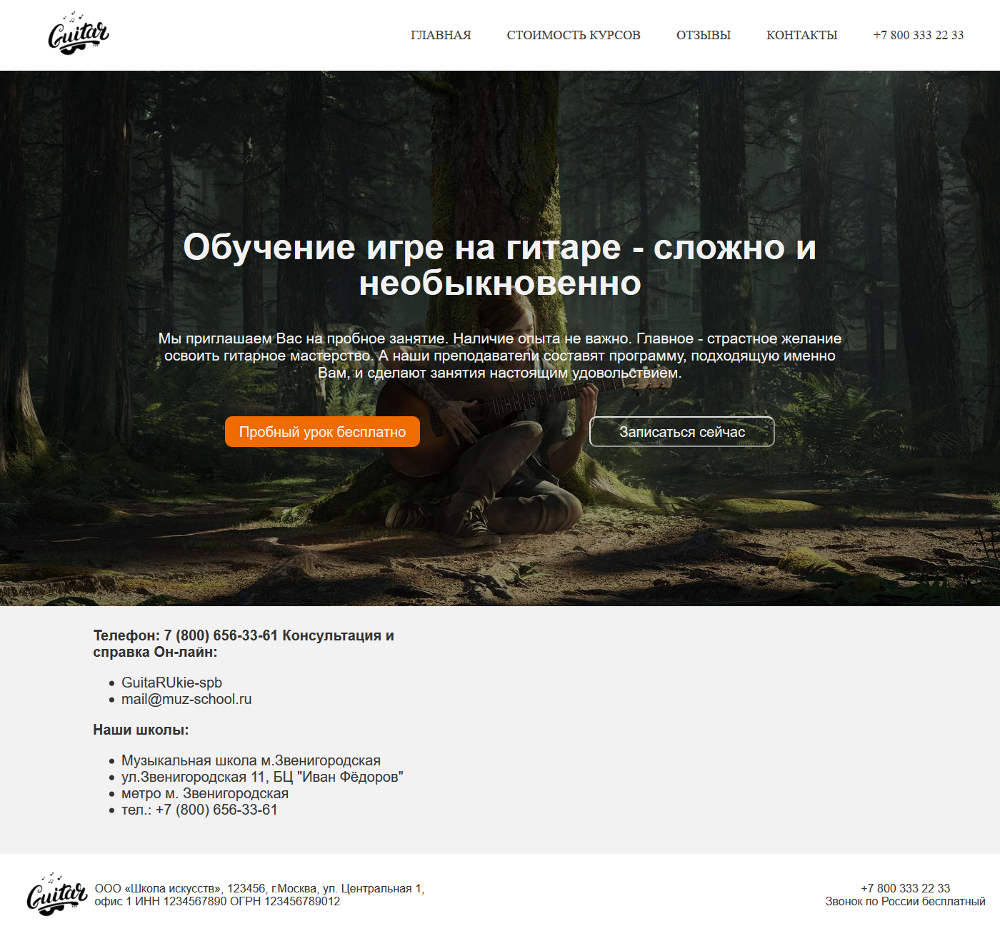 Guitar
ГЛАВНАЯ
СТОИМОСТЬ КУРСОВ
ОТЗЫВЫ
КОНТАКТЫ
+7 800 333 22 33
Обучение игре на гитаре - сложно и
необыкновенно
Мы приглашаем Вас на пробное занятие. Наличие опыта не важно. Главное - страстное желание
освоить гитарное мастерство. А наши преподаватели составят программу, подходящую именно
Вам, и сделают занятия настоящим удовольствием.
Пробный урок бесплатно
Записаться сейчас
Телефон: 7 (800) 656-33-61 Консультация и
справка Он-лайн:
GuitaRUkie-spb
mail@muz-school.ru
Наши школы:
Музыкальная школа м.Звенигородская
ул.Звенигородская 11, БЦ "Иван Фёдоров"
метро м. Звенигородская
тел.: +7 (800) 656-33-61
Guitar
ООО «Школа искусств», 123456, г.Москва, ул. Центральная 1,
офис 1 ИНН 1234567890 ОГРН 123456789012
+7 800 333 22 33
Звонок по России бесплатный